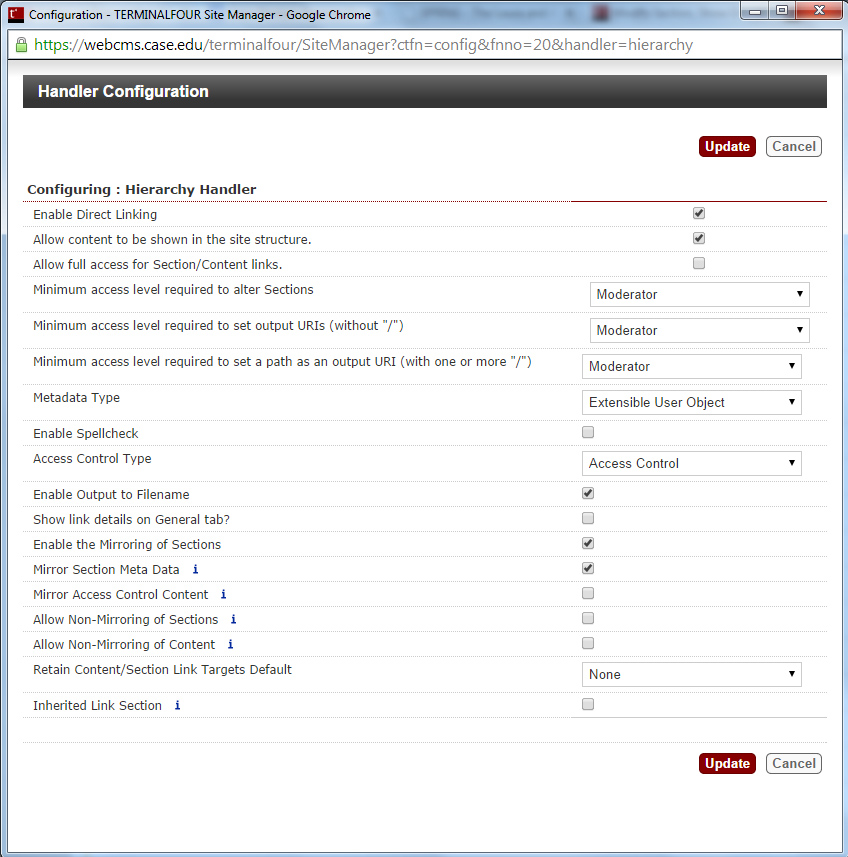 Configuration - TERMINALFOUR Site Manager - Google Chrome
https://webcms.case.edu/terminalfour/SiteManager?ctfn=config&fnno=20&handler=hierarchy
Handler Configuration
Update Cancel
Configuring : Hierarchy Handler
Enable Direct Linking
Allow content to be shown in the site structure.
Allow full access for Section/Content links.
Minimum access level required to alter Sections Moderator
Minimum access level required to set output URIs (without "/") Moderator
Minimum access level required to set a path as an output URI (with one or more "/") Moderator
Metadata Type Extensible User Object
Enable Spellcheck
Access Control Type Access Control
Enable Output to Filename
Show link details on General tab?
Enable the Mirroring of Sections
Mirror Section Meta Data i
Mirror Access Control Content i
Allow Non-Mirroring of Sections i
Allow Non-Mirroring of Content i
Retain Content/Section Link Targets Default None
Inherited Link Section i
Update Cancel